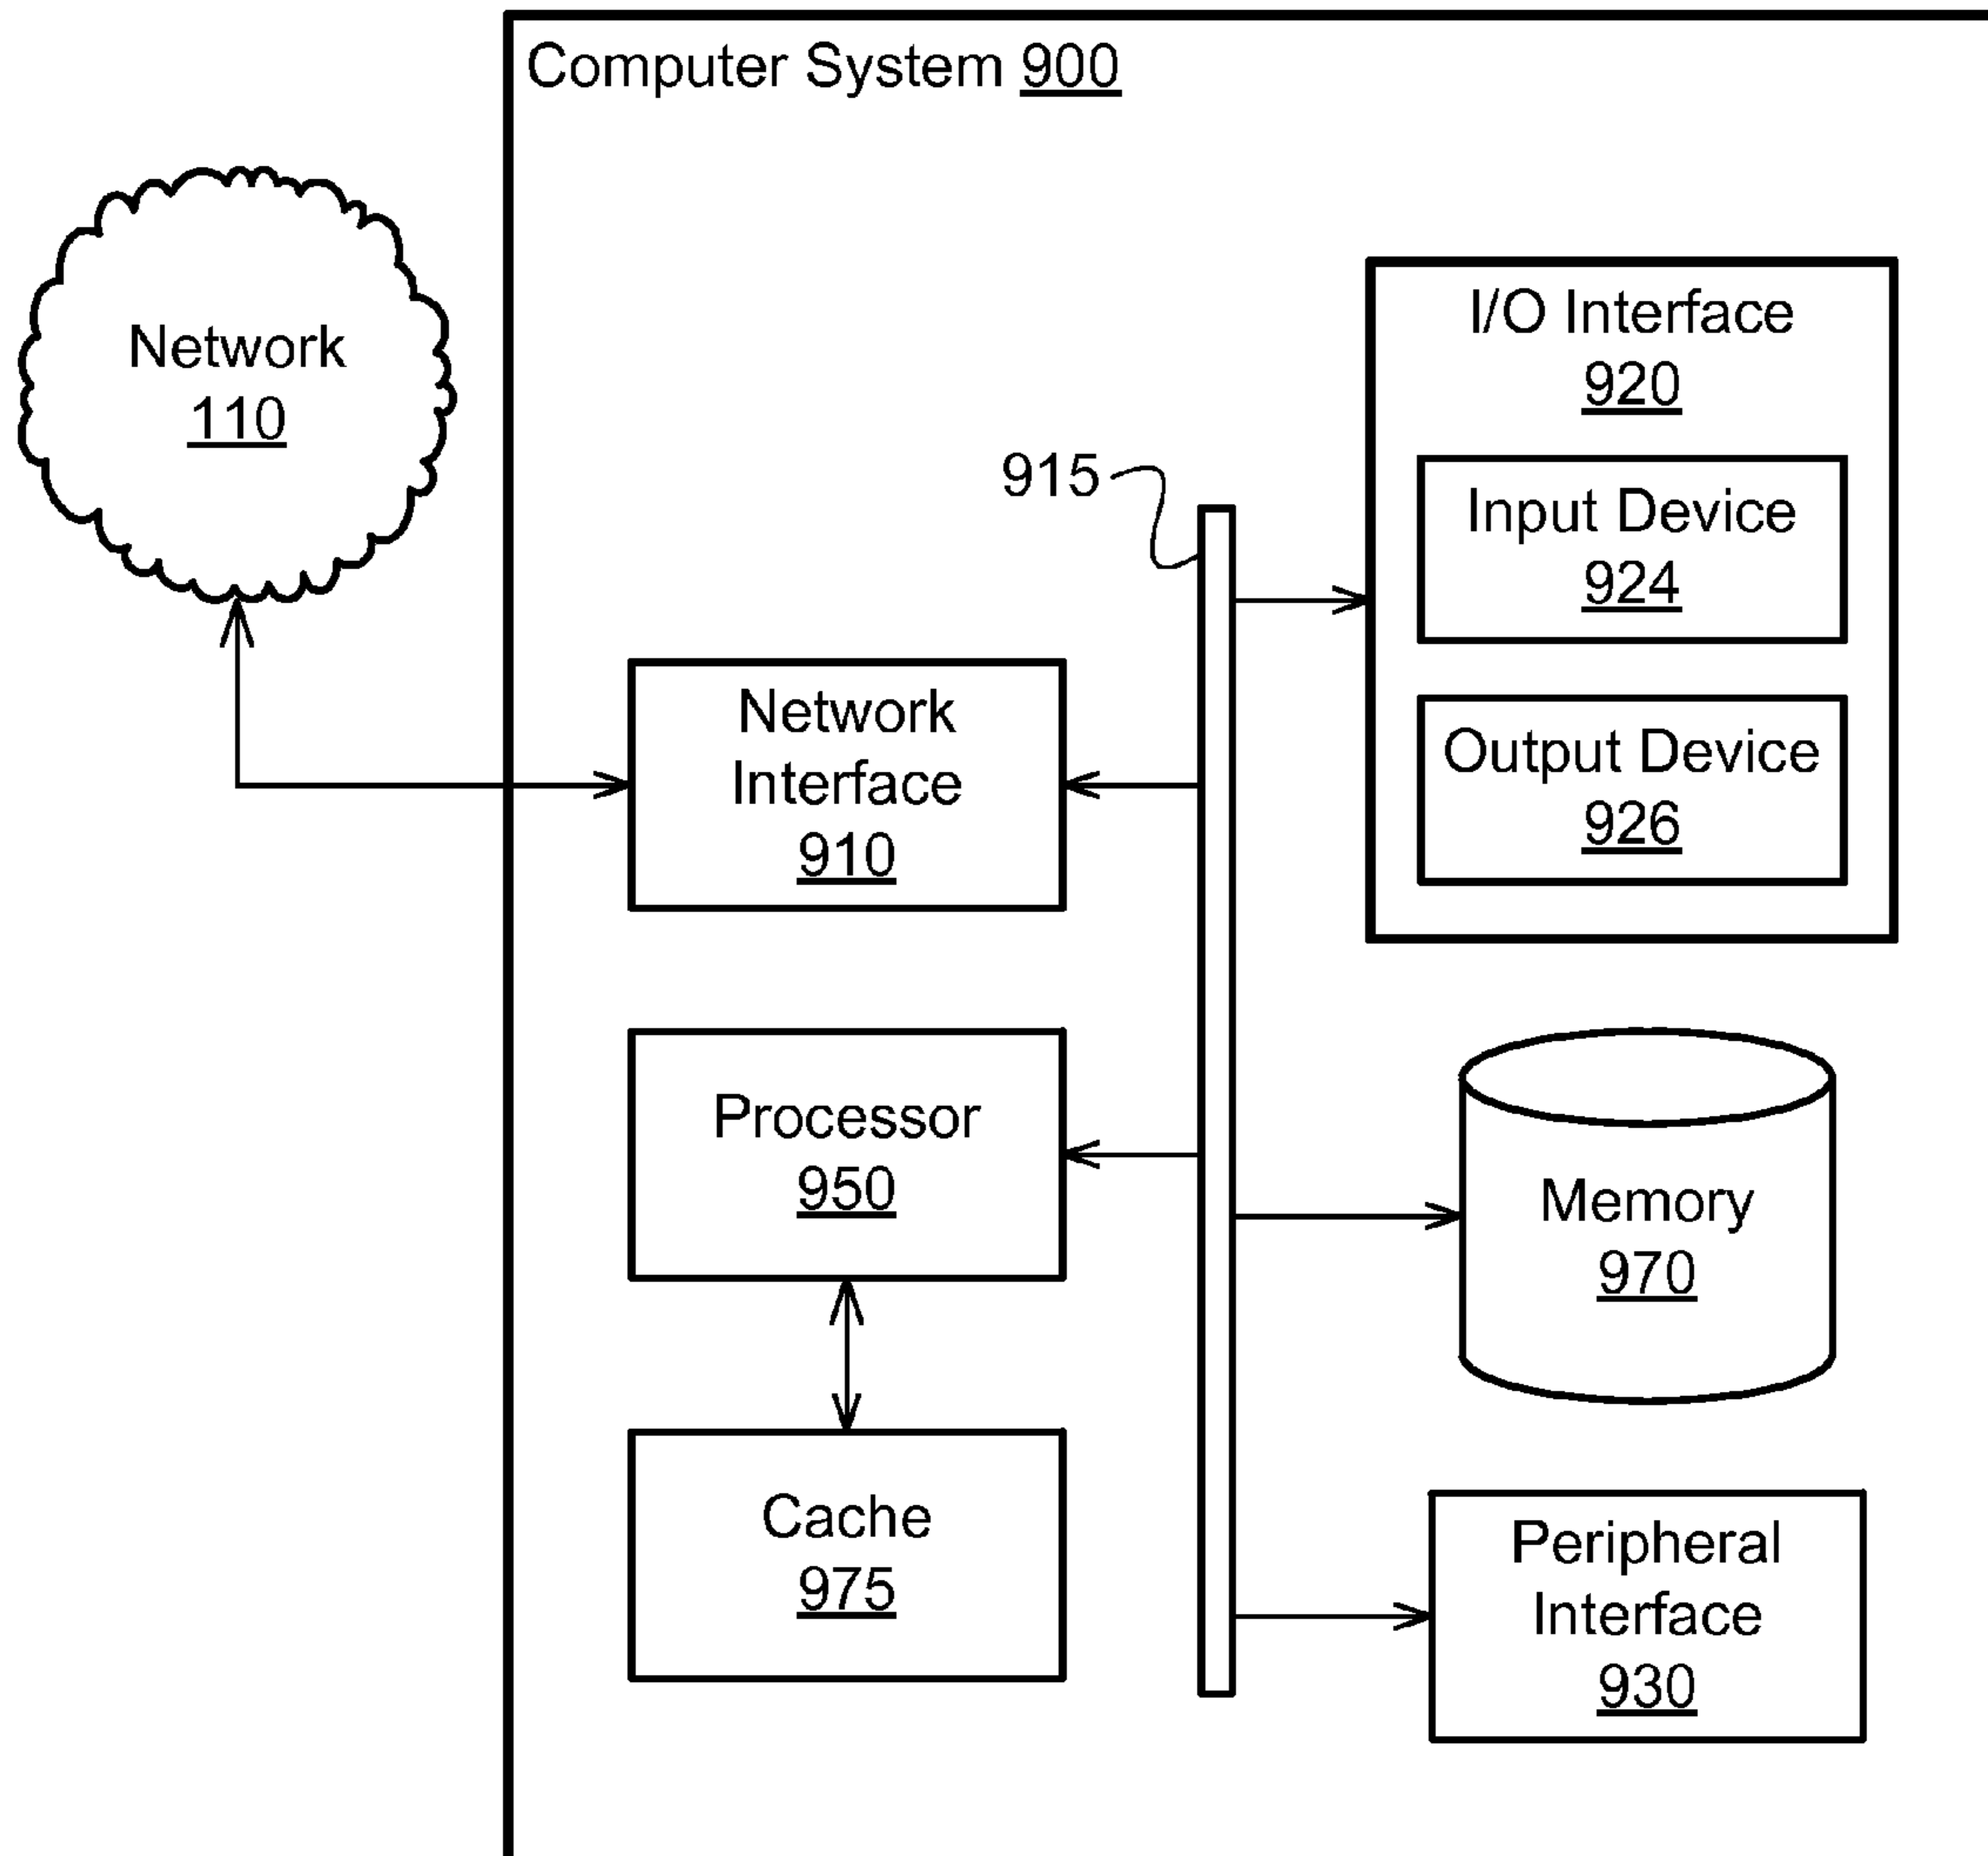 Computer System 900
Network
110
I/O Interface
920
915
Input Device
924
Network
Interface
910
Output Device
926
Processor
950
Memory
970
Cache
975
Peripheral
Interface
930